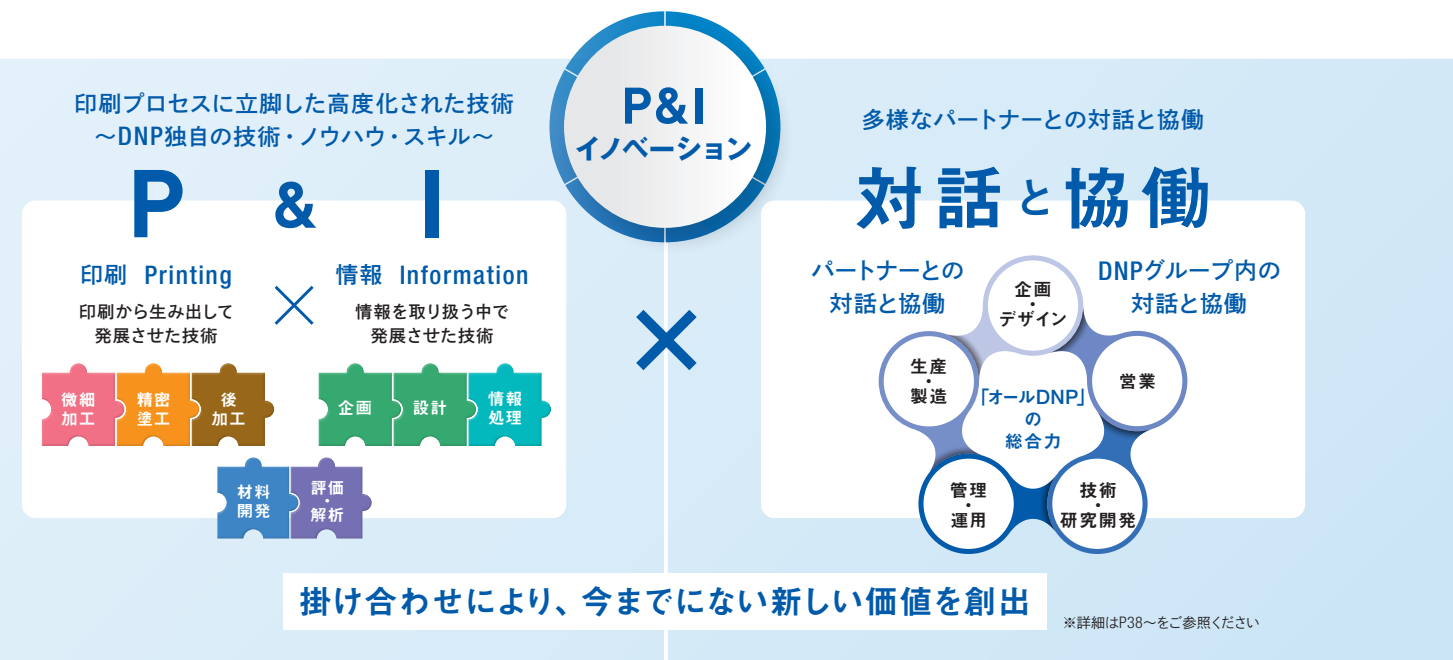 P&I
イノベーション
印刷プロセスに立脚した高度化された技術
～DNP独自の技術・ノウハウ・スキル～
P & I
印刷 Printing
印刷から生み出して
発展させた技術
×
情報 Information
情報を取り扱う中で
発展させた技術
微細
加工
精密
塗工
後
加工
企画
設計
情報
処理
材料
開発
評価
・
解析
×
多様なパートナーとの対話と協働
対話と協働
パートナーとの
対話と協働
DNPグループ内の
対話と協働
企画
・
デザイン
生産
・
製造
営業
「オールDNP」
の
総合力
管理
・
運用
技術
・
研究開発
掛け合わせにより、今までにない新しい価値を創出
※詳細はP38～をご参照ください